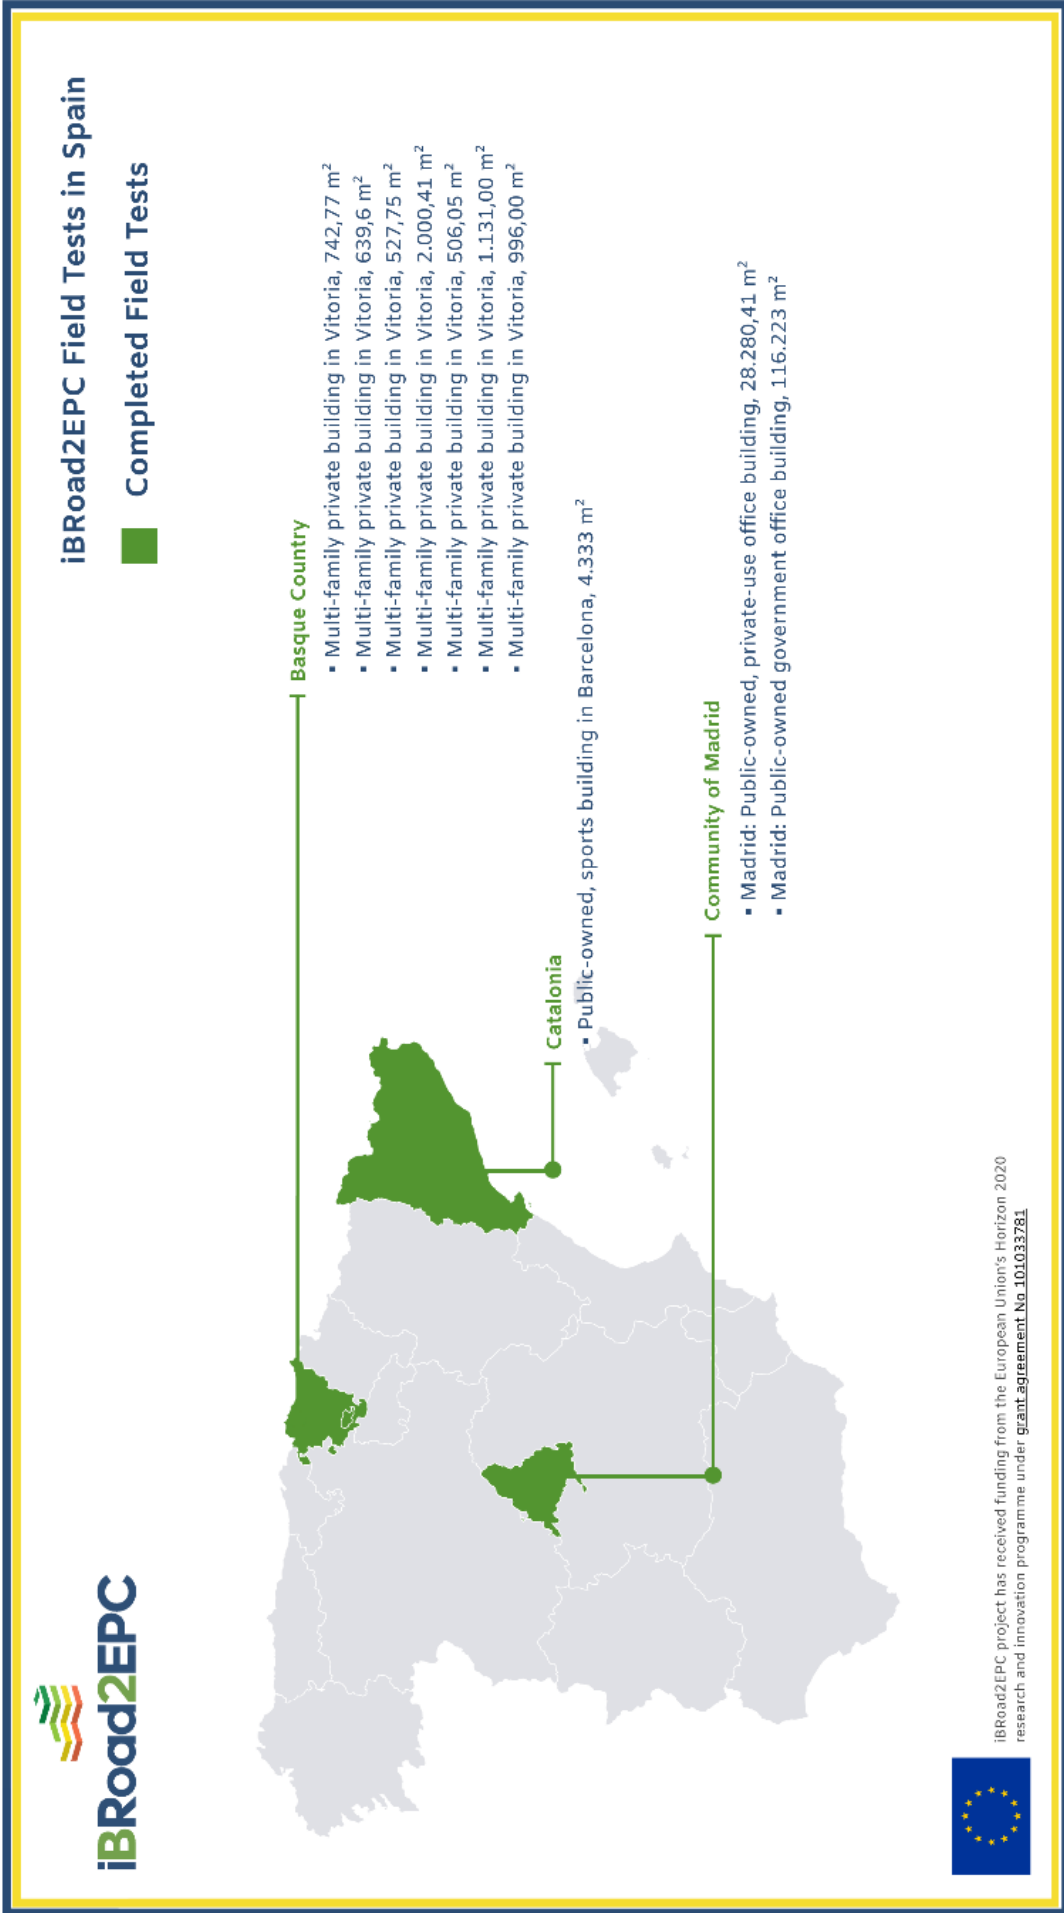 iBRoad2EPC
iBRoad2EPC Field Tests in Spain
Completed Field Tests
Basque Country
▪ Multi-family private building in Vitoria, 742,77 m²
▪ Multi-family private building in Vitoria, 639,6 m²
▪ Multi-family private building in Vitoria, 527,75 m²
▪ Multi-family private building in Vitoria, 2.000,41 m²
▪ Multi-family private building in Vitoria, 506,05 m²
▪ Multi-family private building in Vitoria, 1.131,00 m²
▪ Multi-family private building in Vitoria, 996,00 m²
Catalonia
▪ Public-owned, sports building in Barcelona, 4.333 m²
Community of Madrid
▪ Madrid: Public-owned, private-use office building, 28.280,41 m²
▪ Madrid: Public-owned government office building, 116.223 m²
iBRoad2EPC project has received funding from the European Union's Horizon 2020
research and innovation programme under grant agreement No 101033781